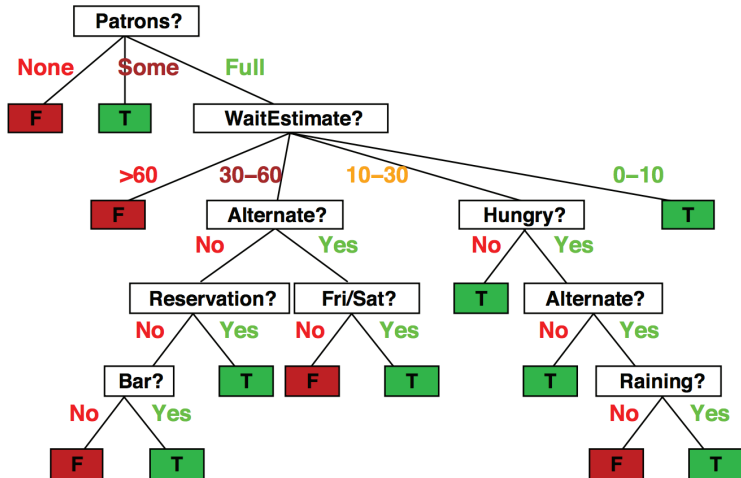 Patrons?
None Some Full
F T WaitEstimate?
>60 30–60 10–30 0–10
F Alternate? Hungry? T
No Yes No Yes
Reservation? Fri/Sat? T Alternate?
No Yes No Yes No Yes
Bar? T F T T Raining?
No Yes No Yes
F T F T